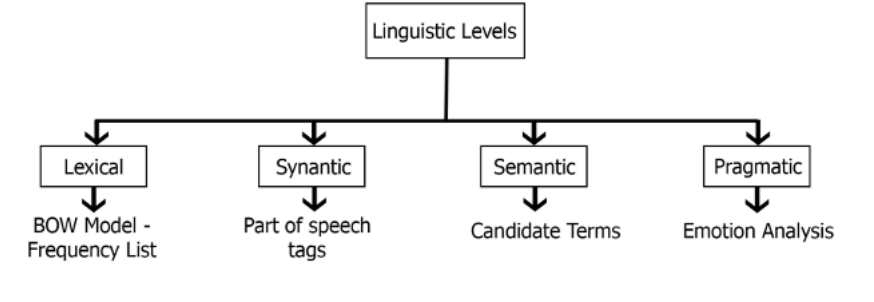 Linguistic Levels
Lexical
Synantic
Semantic
Pragmatic
BOW Model -
Frequency List
Part of speech
tags
Candidate Terms
Emotion Analysis